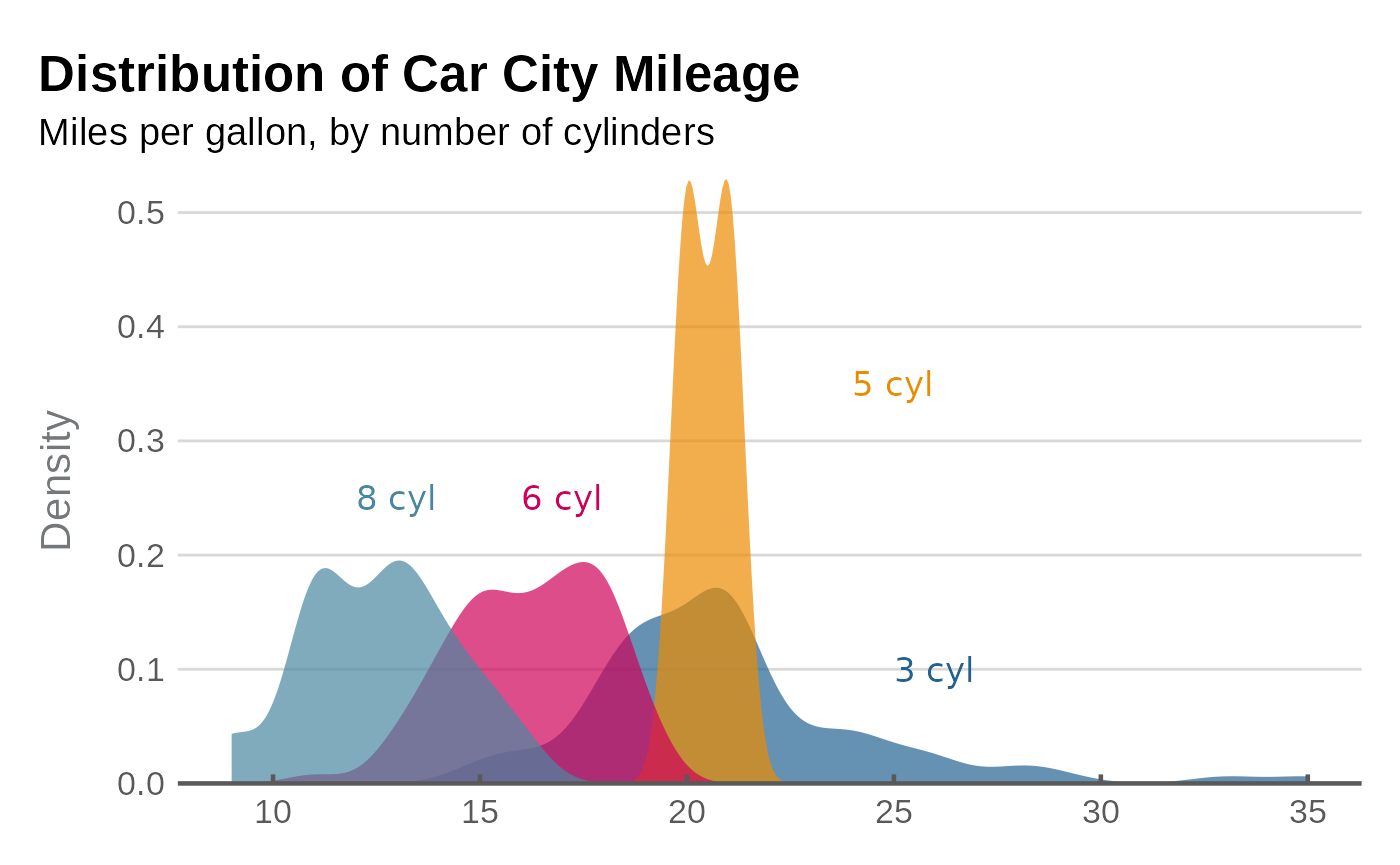 Distribution of Car City Mileage
Miles per gallon, by number of cylinders
0.5
0.4
5 cyl
0.3
8 cyl 6 cyl
0.2
0.1
3 cyl
0.0
10 15 20 25 30 35
Density